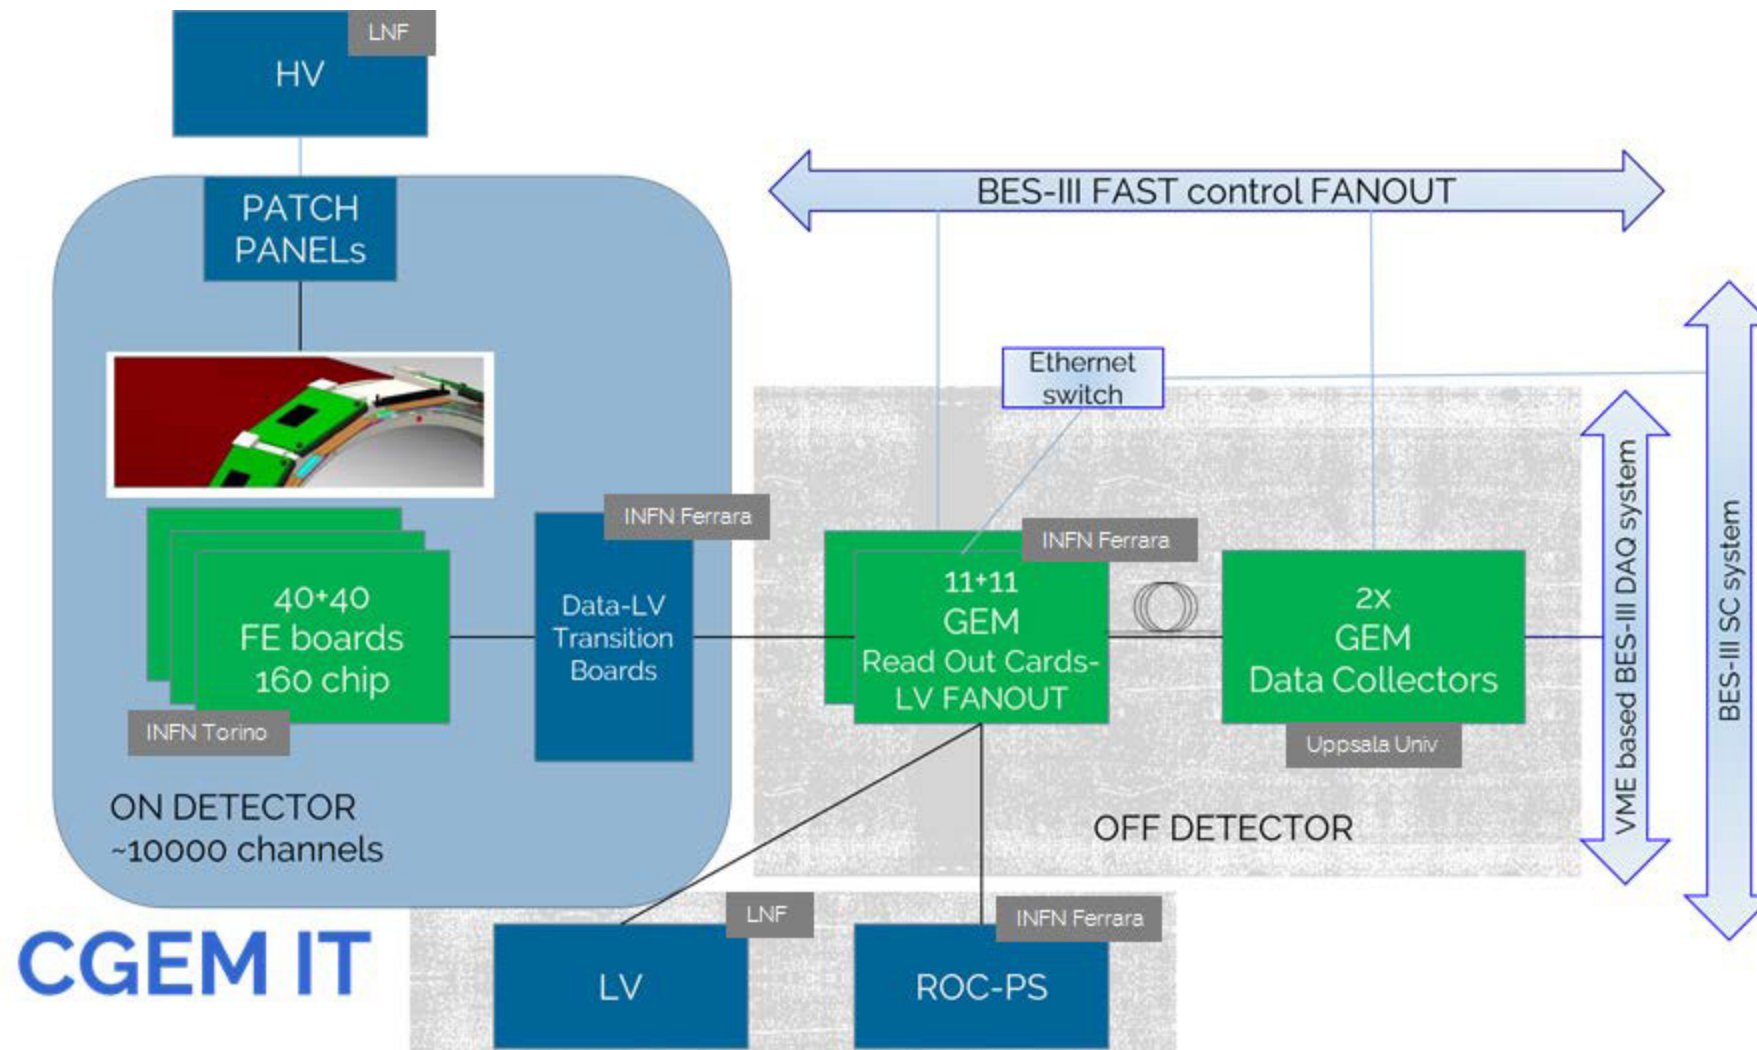 LNF
HV
PATCH
PANELs
BES-III FAST control FANOUT
Ethernet
switch
INFN Ferrara
INFN Ferrara
40+40
FE boards
160 chip
INFN Torino
Data-LV
Transition
Boards
11+11
GEM
Read Out Cards-
LV FANOUT
2x
GEM
Data Collectors
Uppsala Univ
VME based BES-III DAQ system
BES-III SC system
ON DETECTOR
~10000 channels
OFF DETECTOR
CGEM IT
LNF
LV
INFN Ferrara
ROC-PS